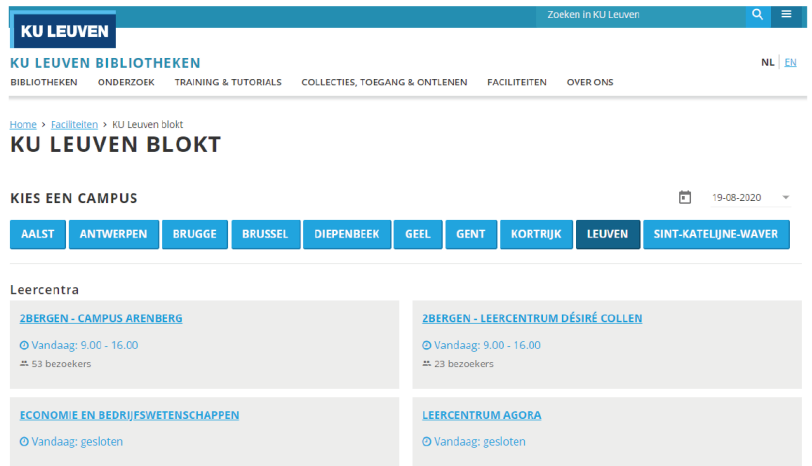 Zoeken in KU Leuven
KU LEUVEN
KU LEUVEN BIBLIOTHEKEN
NL | EN
BIBLIOTHEKEN ONDERZOEK TRAINING & TUTORIALS COLLECTIES, TOEGANG & ONTLENEN FACILITEITEN OVER ONS
Home > Faciliteiten > KU Leuven blokt
KU LEUVEN BLOKT
KIES EEN CAMPUS 19-08-2020
AALST ANTWERPEN BRUGGE BRUSSEL DIEPENBEEK GEEL GENT KORTRIJK LEUVEN SINT-KATELIJNE-WAVER
Leercentra
2BERGEN - CAMPUS ARENBERG
Vandaag: 9.00 - 16.00
53 bezoekers
2BERGEN - LEERCENTRUM DÉSIRÉ COLLEN
Vandaag: 9.00 - 16.00
23 bezoekers
ECONOMIE EN BEDRIJFSWETENSCHAPPEN
Vandaag: gesloten
LEERCENTRUM AGORA
Vandaag: gesloten